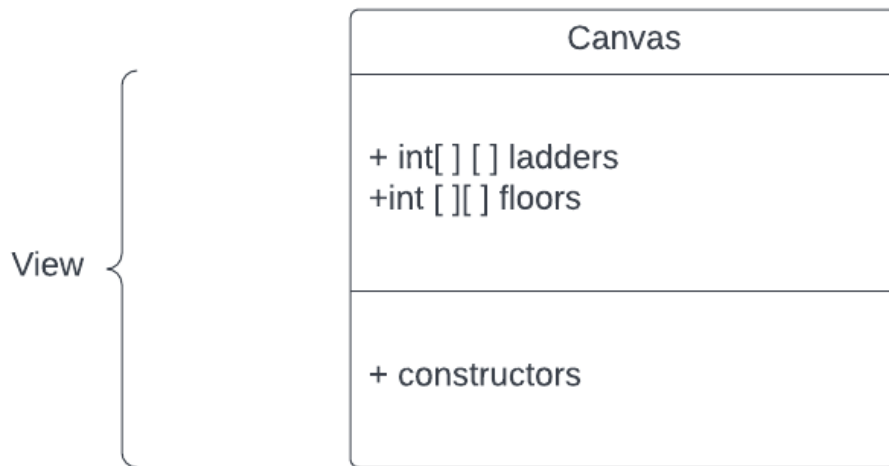 Canvas
+ int[ ] [ ] ladders
+int [ ][ ] floors
View
+ constructors